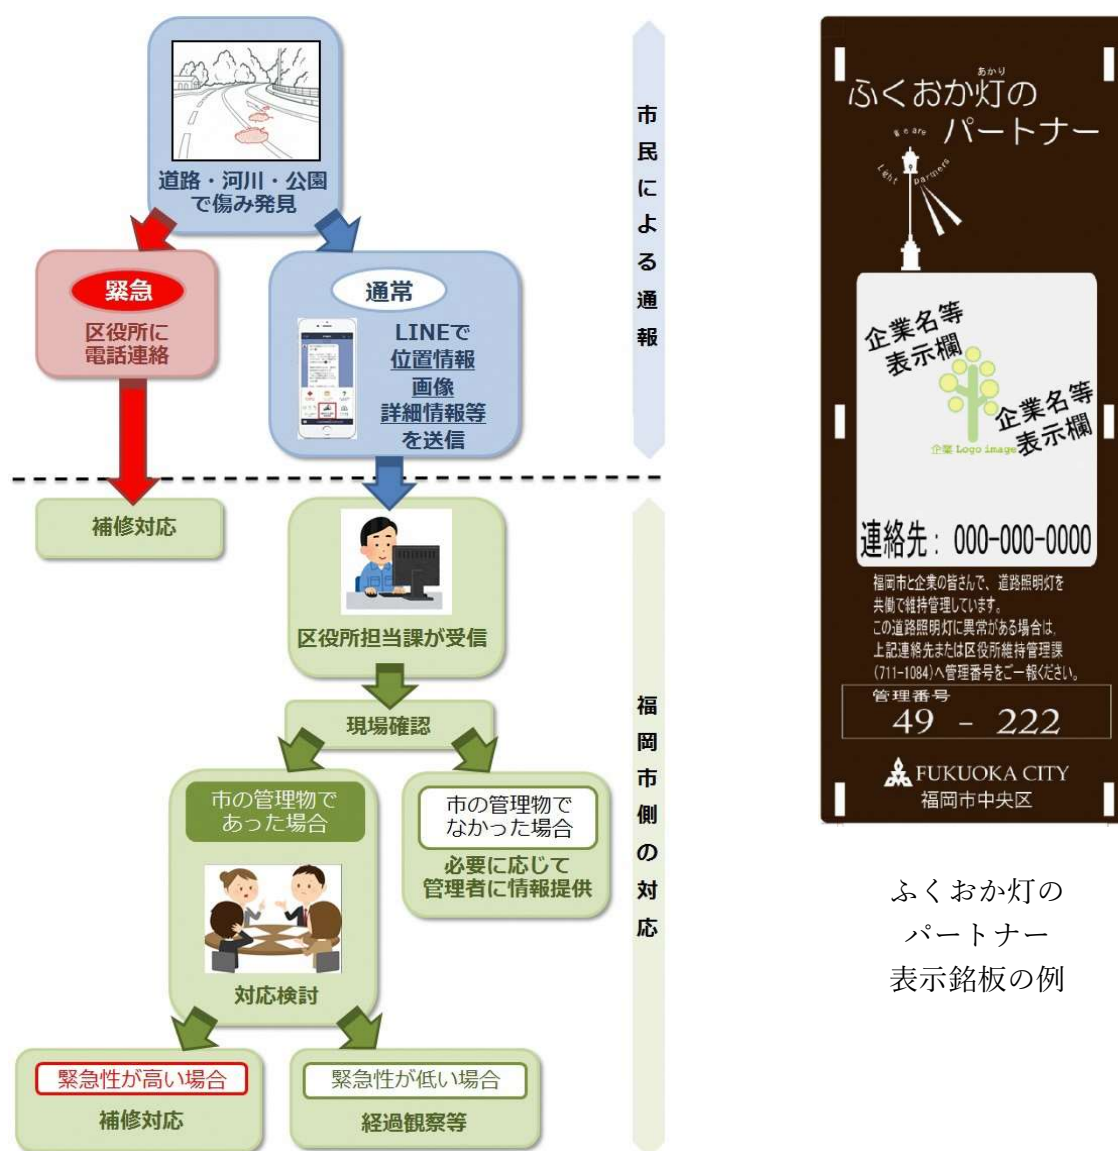 道路・河川・公園
で傷み発見
緊急
区役所に
電話連絡
通常
LINEで
位置情報
画像
詳細情報等
を送信
市民による通報
補修対応
区役所担当課が受信
現場確認
市の管理物で
あった場合
対応検討
市の管理物で
なかった場合
必要に応じて
管理者に情報提供
緊急性が高い場合
補修対応
緊急性が低い場合
経過観察等
福岡市側の対応
あかり
ふくおか灯の
パートナー
we are
Light partners
企業名等
表示欄
企業名等
表示欄
企業 Logo image
連絡先： 000-000-0000
福岡市と企業の皆さんで、道路照明灯を
共働で維持管理しています。
この道路照明灯に異常がある場合は、
上記連絡先または区役所維持管理課
(711-1084)へ管理番号をご一報ください。
管理番号
49 - 222
FUKUOKA CITY
福岡市中央区
ふくおか灯の
パートナー
表示銘板の例